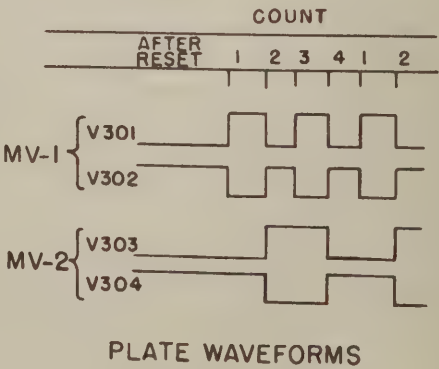 COUNT
AFTER RESET 1 2 3 4 1 2
MV-1
V301
V302
MV-2
V303
V304
PLATE WAVEFORMS